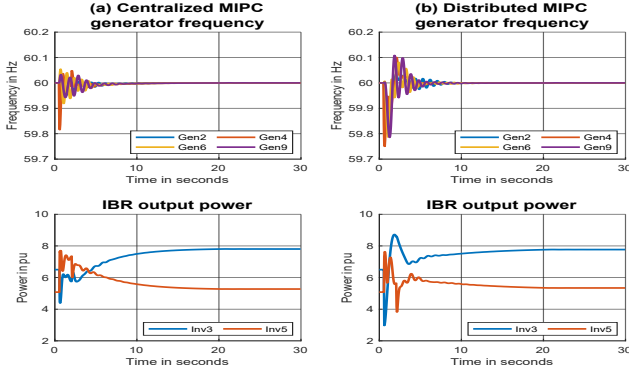 (a) Centralized MIPC
generator frequency
Frequency in Hz
60.2
60.1
60
59.9
59.8
59.7
Gen2 Gen4
Gen6 Gen9
0 10 20 30
Time in seconds
(b) Distributed MIPC
generator frequency
Frequency in Hz
60.2
60.1
60
59.9
59.8
59.7
Gen2 Gen4
Gen6 Gen9
0 10 20 30
Time in seconds
IBR output power
Power in pu
10
8
6
4
2
Inv3 Inv5
0 10 20 30
Time in seconds
IBR output power
Power in pu
10
8
6
4
2
Inv3 Inv5
0 10 20 30
Time in seconds